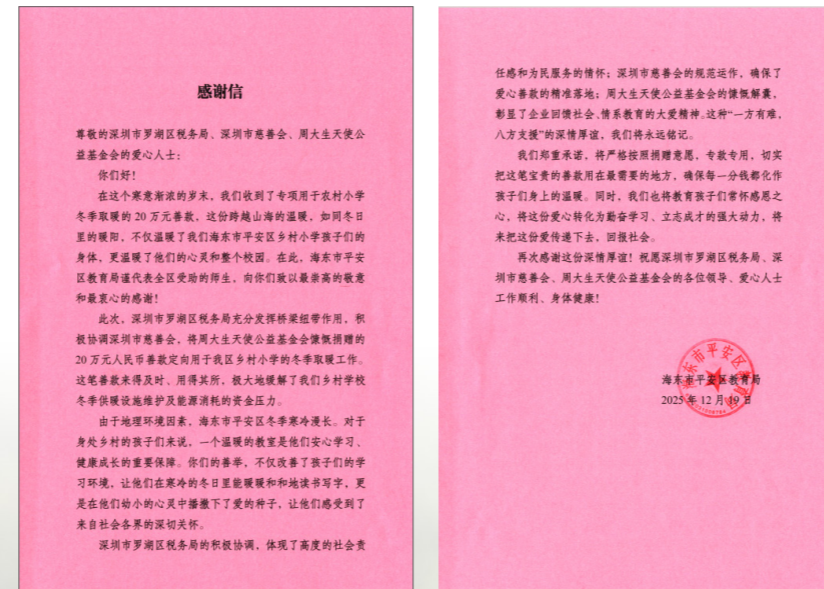 感谢信
尊敬的深圳市罗湖区税务局、深圳市慈善会、周大生天使公
益基金会的爱心人士：
你们好！
在这个寒意渐浓的岁末，我们收到了专项用于农村小学
冬季取暖的 20 万元善款，这份跨越山海的温暖，如同冬日
里的暖阳，不仅温暖了我们海东市平安区乡村小学孩子们的
身体，更温暖了他们的心灵和整个校园。在此，海东市平安
区教育局谨代表全区受助的师生，向你们致以最崇高的敬意
和最衷心的感谢！
此次，深圳市罗湖区税务局充分发挥桥梁纽带作用，积
极协调深圳市慈善会，将周大生天使公益基金会慷慨捐赠的
20 万元人民币善款定向用于我区乡村小学的冬季取暖工作。
这笔善款来得及时、用得其所，极大地缓解了我们乡村学校
冬季供暖设施维护及能源消耗的资金压力。
由于地理环境因素，海东市平安区冬季寒冷漫长。对于
身处乡村的孩子们来说，一个温暖的教室是他们安心学习、
健康成长的重要保障。你们的善举，不仅改善了孩子们的学
习环境，让他们在寒冷的冬日里能暖暖和和地读书写字，更
是在他们幼小的心灵中播撒下了爱的种子，让他们感受到了
来自社会各界的深切关怀。
深圳市罗湖区税务局的积极协调，体现了高度的社会责
任感和为民服务的情怀；深圳市慈善会的规范运作，确保了
爱心善款的精准落地；周大生天使公益基金会的慷慨解囊，
彰显了企业回馈社会、情系教育的大爱精神。这种“一方有难，
八方支援”的深情厚谊，我们将永远铭记。
我们郑重承诺，将严格按照捐赠意愿，专款专用，切实
把这笔宝贵的善款用在最需要的地方，确保每一分钱都化作
孩子们身上的温暖。同时，我们也将教育孩子们常怀感恩之
心，将这份爱心转化为勤奋学习、立志成才的强大动力，将
来把这份爱传递下去，回报社会。
再次感谢这份深情厚谊！祝愿深圳市罗湖区税务局、深
圳市慈善会、周大生天使公益基金会的各位领导、爱心人士
工作顺利、身体健康！
海东市平安区教育局
2025 年 12 月 19 日